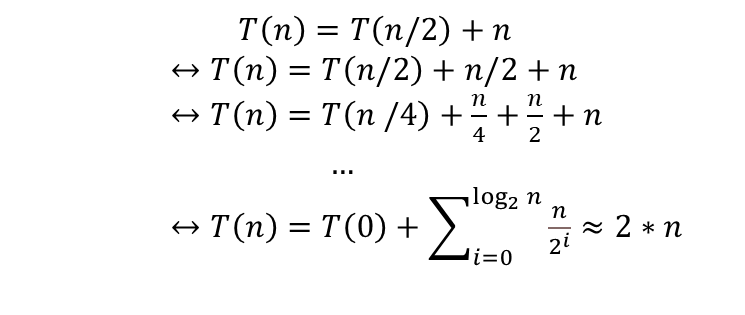 T(n) = T(n/2) + n
↔ T(n) = T(n/2) + n/2 + n
↔ T(n) = T(n /4) + n/4 + n/2 + n
...
↔ T(n) = T(0) + ∑_{i=0}^{log₂ n} n/2^i ≈ 2 * n